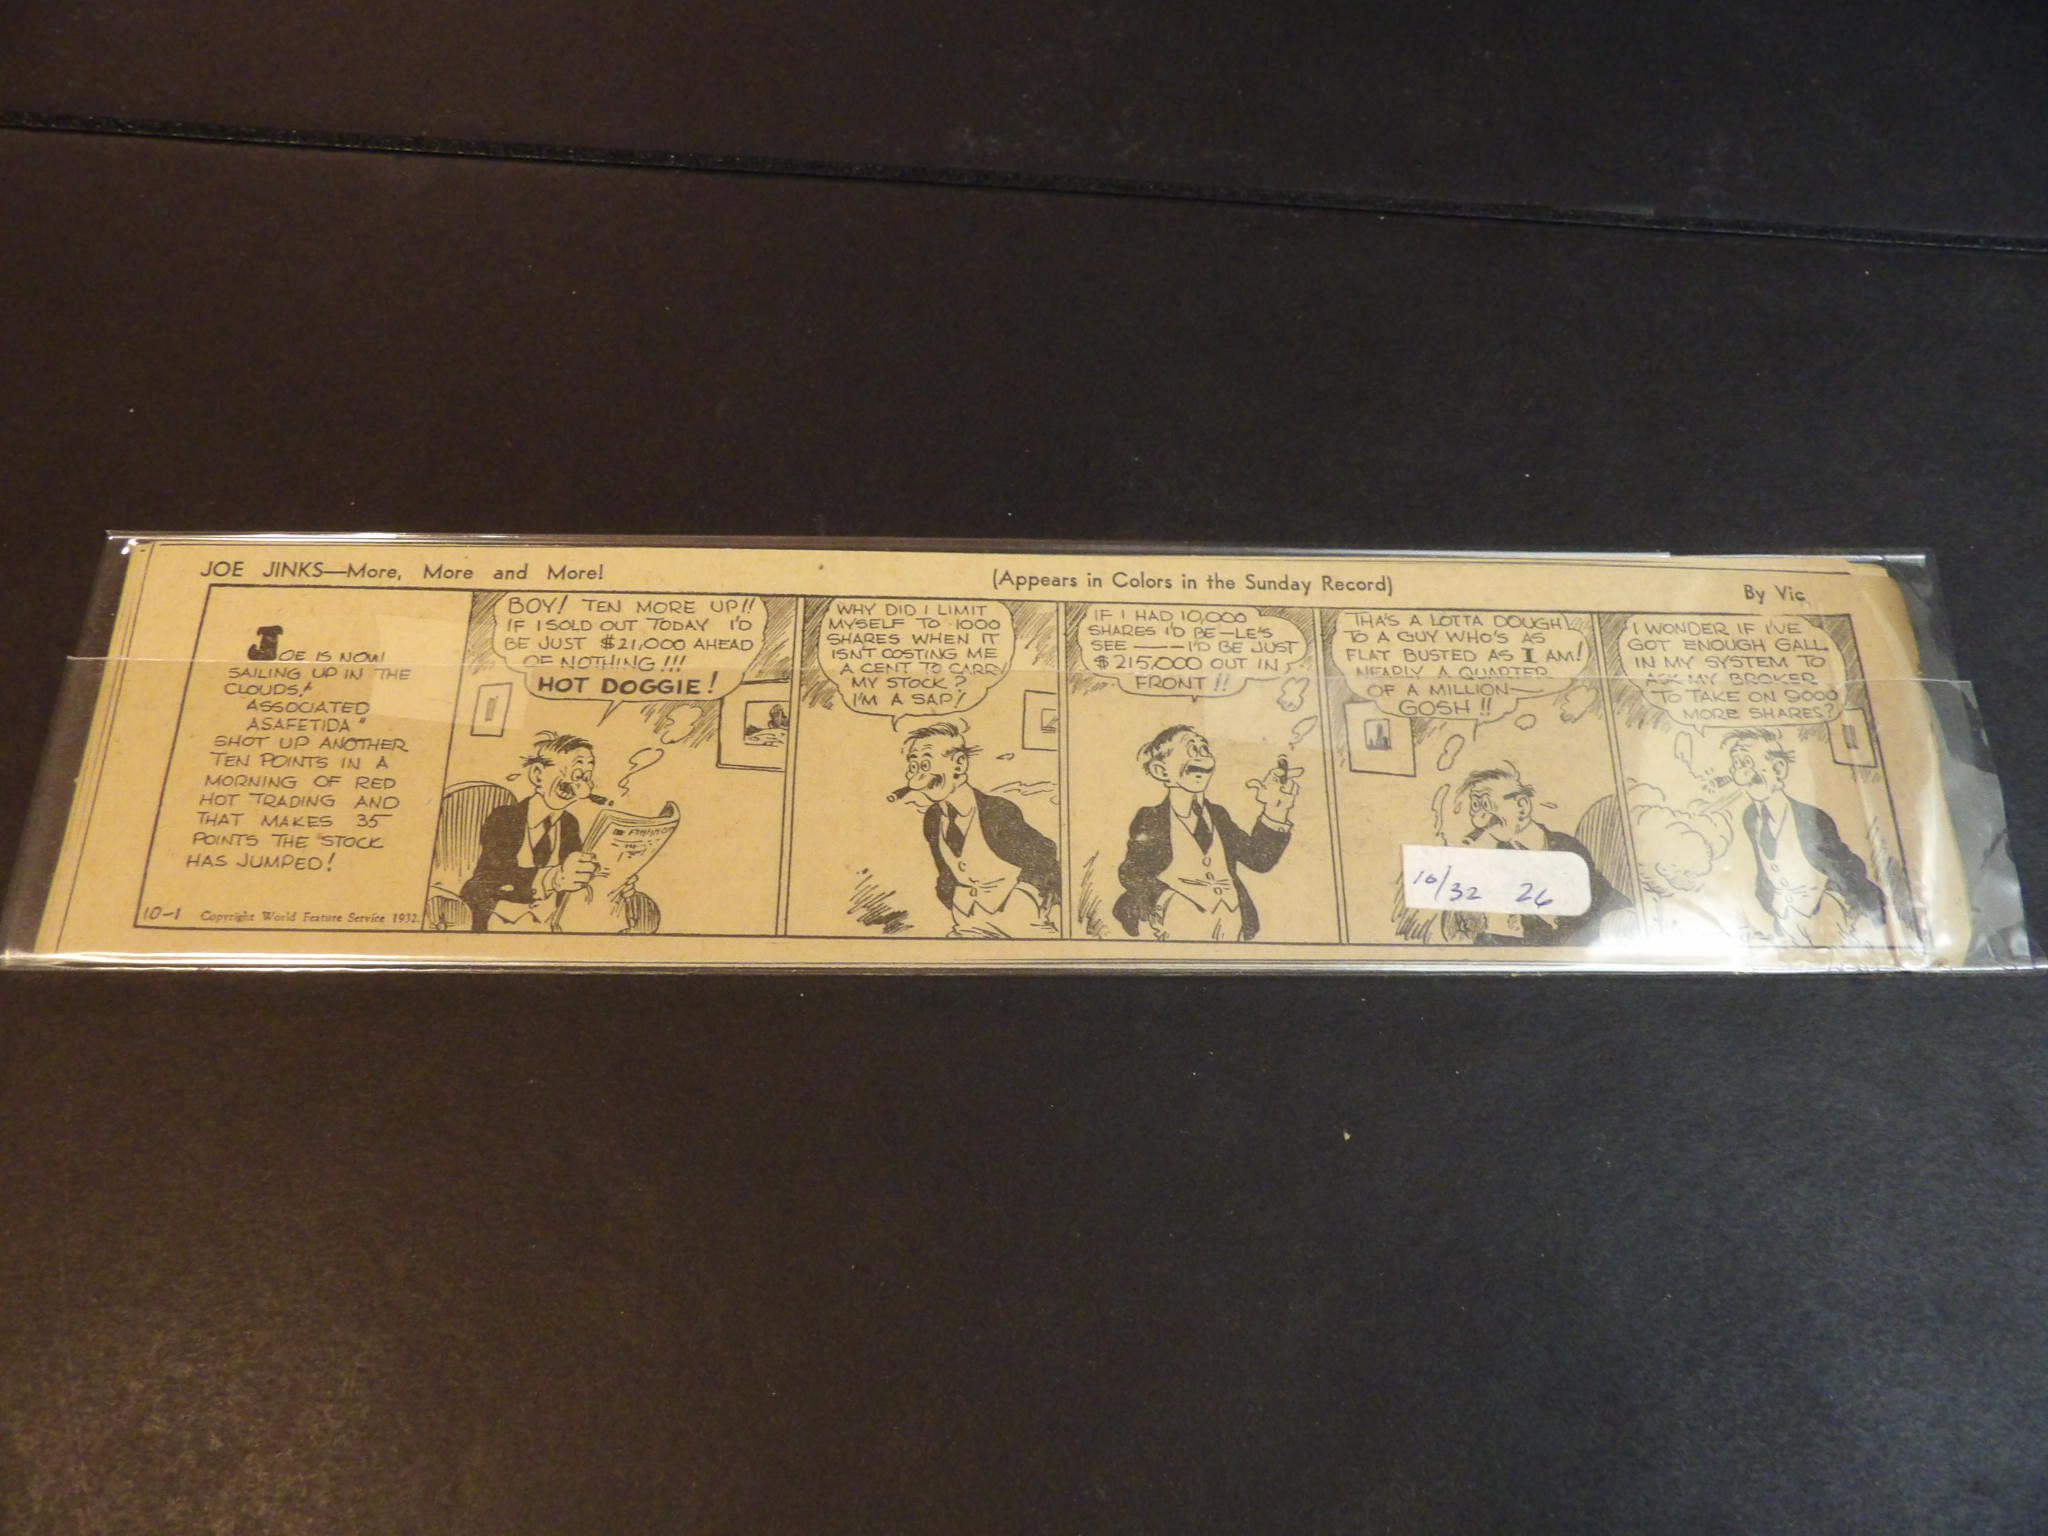 JOE JINKS—More, More and More!
(Appears in Colors in the Sunday Record)
By Vic
JOE IS NOW
SAILING UP IN THE
CLOUDS!
"ASSOCIATED
ASAFETIDA"
SHOT UP ANOTHER
TEN POINTS IN A
MORNING OF RED
HOT TRADING AND
THAT MAKES 35
POINTS THE STOCK
HAS JUMPED!
10-1
Copyright World Feature Service 1932.
BOY! TEN MORE UP!!
IF I SOLD OUT TODAY I'D
BE JUST $21,000 AHEAD
OF NOTHING!!!
HOT DOGGIE!
WHY DID I LIMIT
MYSELF TO 1000
SHARES WHEN IT
ISN'T COSTING ME
A CENT TO CARRY
MY STOCK?
I'M A SAP!
IF I HAD 10,000
SHARES I'D BE—LE'S
SEE —— I'D BE JUST
$215,000 OUT IN
FRONT!!
THA'S A LOTTA DOUGH
TO A GUY WHO'S AS
FLAT BUSTED AS I AM!
NEARLY A QUARTER
OF A MILLION—
GOSH!!
I WONDER IF I'VE
GOT ENOUGH GALL
IN MY SYSTEM TO
ASK MY BROKER
TO TAKE ON 9000
MORE SHARES?
10/32 26